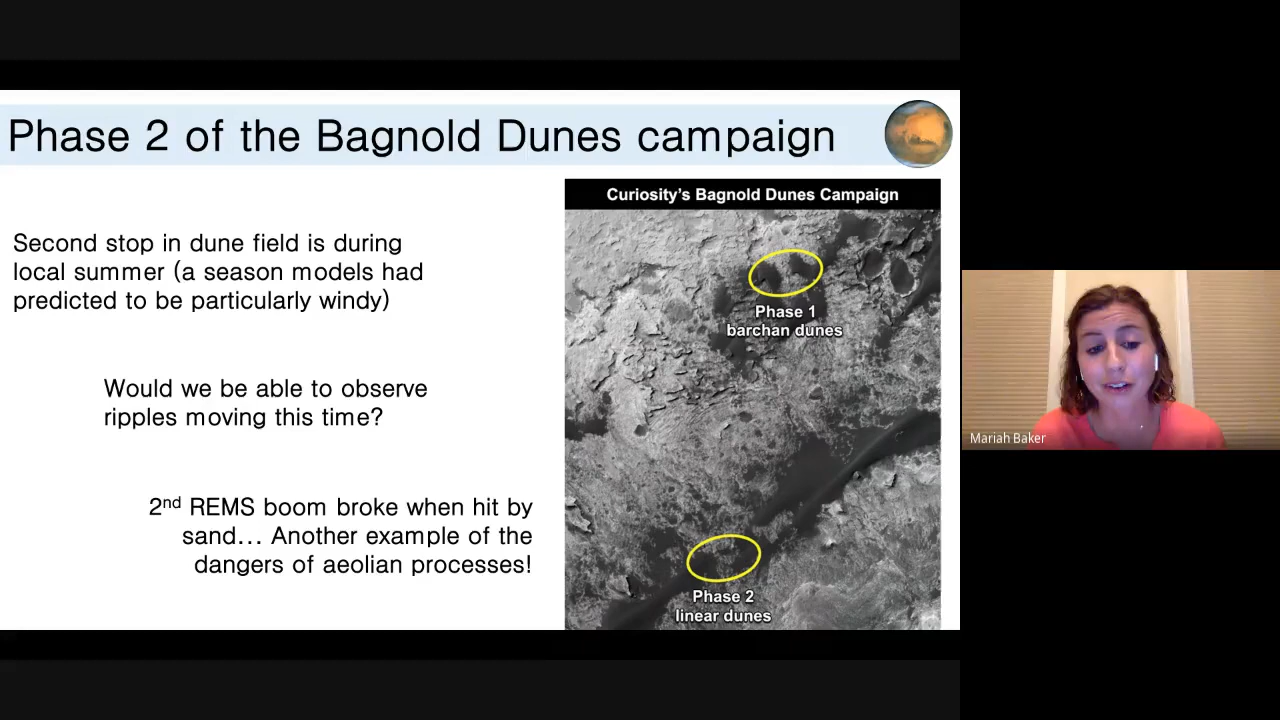 Phase 2 of the Bagnold Dunes campaign
Second stop in dune field is during
local summer (a season models had
predicted to be particularly windy)
Would we be able to observe
ripples moving this time?
2nd REMS boom broke when hit by
sand... Another example of the
dangers of aeolian processes!
Curiosity's Bagnold Dunes Campaign
Phase 1
barchan dunes
Phase 2
linear dunes
Mariah Baker